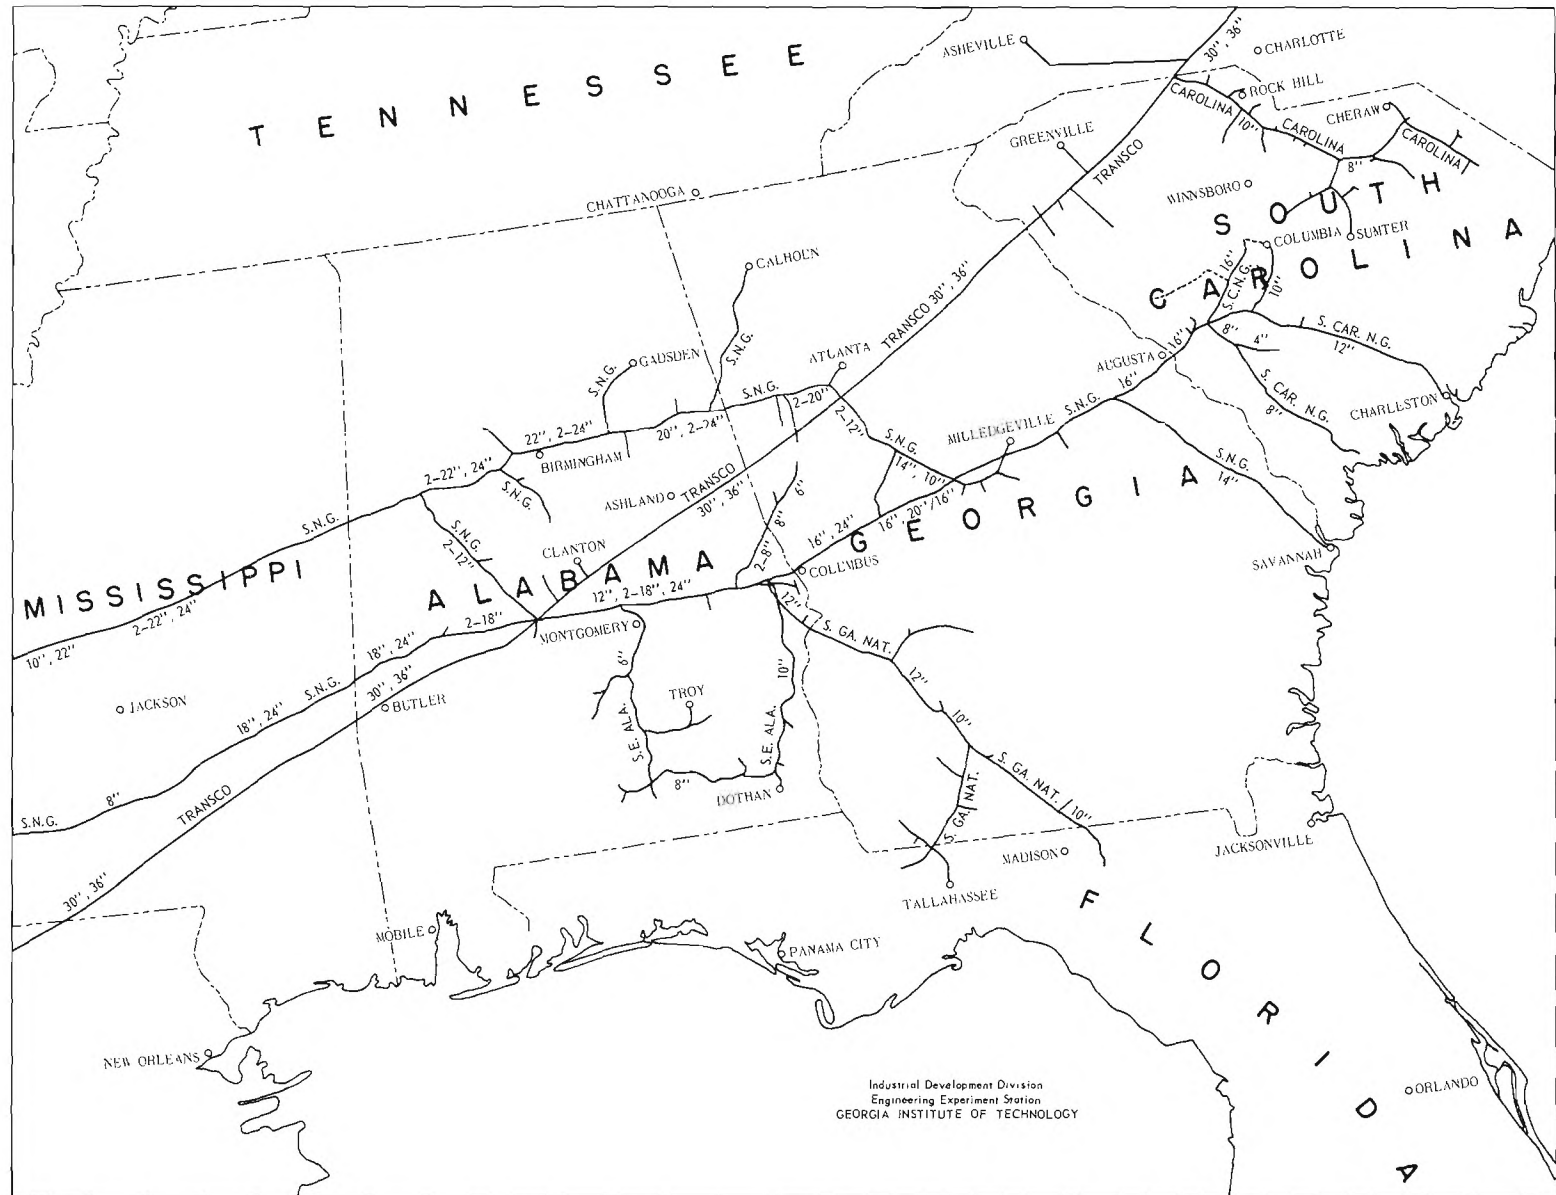 TENNESSEE
ASHEVILLE
30", 36"
CHARLOTTE
CAROLINA
10"
ROCK HILL
CAROLINA
CHERAW
CAROLINA
8"
GREENVILLE
TRANSCO
WINNSBORO
SOUTH
CAROLINA
CHATTANOOGA
COLUMBIA
SUMTER
16"
S.C.N.G.
10"
CALHOUN
S.N.G.
TRANSCO 30", 36"
GADSDEN
S.N.G.
ATLANTA
AUGUSTA
16"
8"
4"
S. CAR. N.G.
12"
S. CAR. N.G.
8"
CHARLESTON
S.N.G.
2-20"
22", 2-24"
20", 2-24"
2-12"
S.N.G.
14", 10"
MILLEDGEVILLE
S.N.G.
16"
S.N.G.
14"
2-22", 24"
BIRMINGHAM
S.N.G.
ASHLAND
TRANSCO
30", 36"
6"
8"
2-8"
16", 24"
16", 20"/16"
GEORGIA
SAVANNAH
S.N.G.
S.N.G.
2-12"
CLANTON
COLUMBUS
MISSISSIPPI
ALABAMA
2-22", 24"
10", 22"
12", 2-18", 24"
12"
S. GA. NAT.
2-18"
MONTGOMERY
18", 24"
S.N.G.
18", 24"
30", 36"
BUTLER
JACKSON
6"
TROY
10"
S.E. ALA.
S.E. ALA.
8"
DOTHAN
12"
10"
S. GA. NAT.
S. GA. NAT.
10"
8"
S.N.G.
TRANSCO
30", 36"
MADISON
JACKSONVILLE
TALLAHASSEE
FLORIDA
MOBILE
PANAMA CITY
NEW ORLEANS
ORLANDO
Industrial Development Division
Engineering Experiment Station
GEORGIA INSTITUTE OF TECHNOLOGY